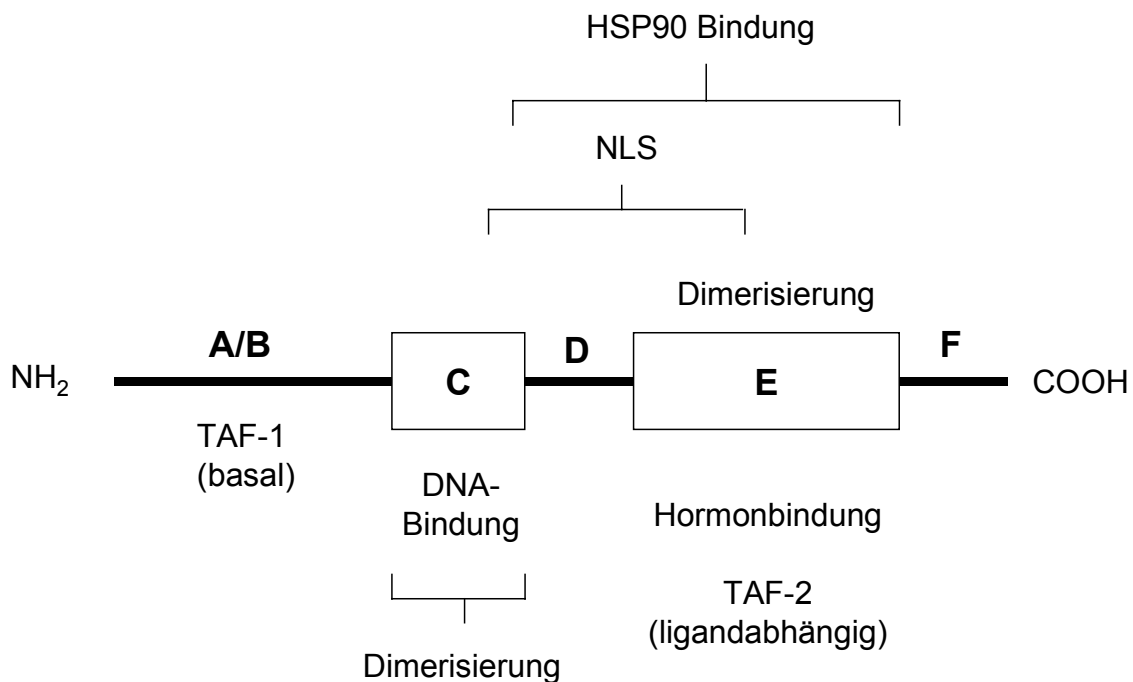 HSP90 Bindung
NLS
Dimerisierung
A/B
D
F
NH₂
C
E
COOH
TAF-1
(basal)
DNA-
Bindung
Hormonbindung
TAF-2
(ligandabhängig)
Dimerisierung